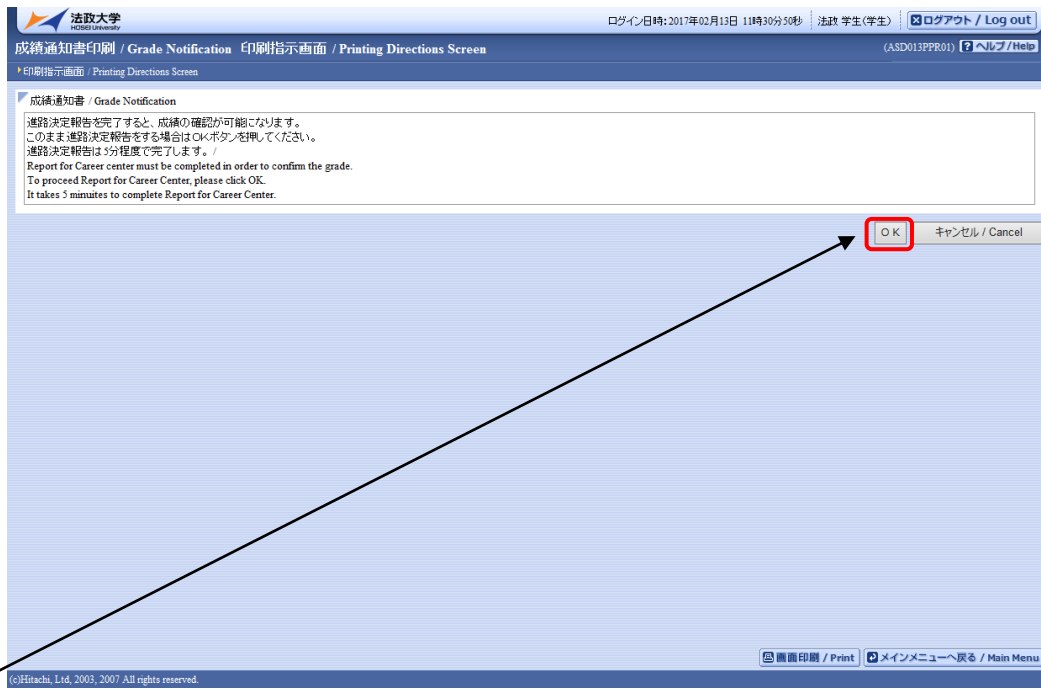 法政大学
HOSEI University
ログイン日時:2017年02月13日 11時30分50秒
法政 学生(学生)
ログアウト / Log out
成績通知書印刷 / Grade Notification 印刷指示画面 / Printing Directions Screen
(ASD013PPR01)
ヘルプ/Help
印刷指示画面 / Printing Directions Screen
成績通知書 / Grade Notification
進路決定報告を完了すると、成績の確認が可能になります。
このまま進路決定報告をする場合はOKボタンを押してください。
進路決定報告は5分程度で完了します。/
Report for Career center must be completed in order to confirm the grade.
To proceed Report for Career Center, please click OK.
It takes 5 minuites to complete Report for Career Center.
OK
キャンセル / Cancel
画面印刷 / Print
メインメニューへ戻る / Main Menu
(c)Hitachi, Ltd, 2003, 2007 All rights reserved.